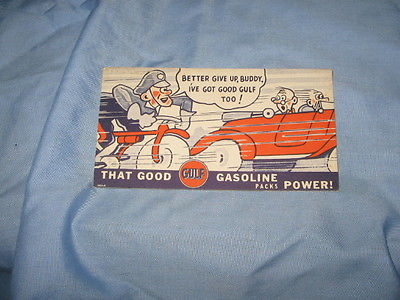 BETTER GIVE UP, BUDDY,
I'VE GOT GOOD GULF
TOO!
THAT GOOD GULF GASOLINE PACKS POWER!